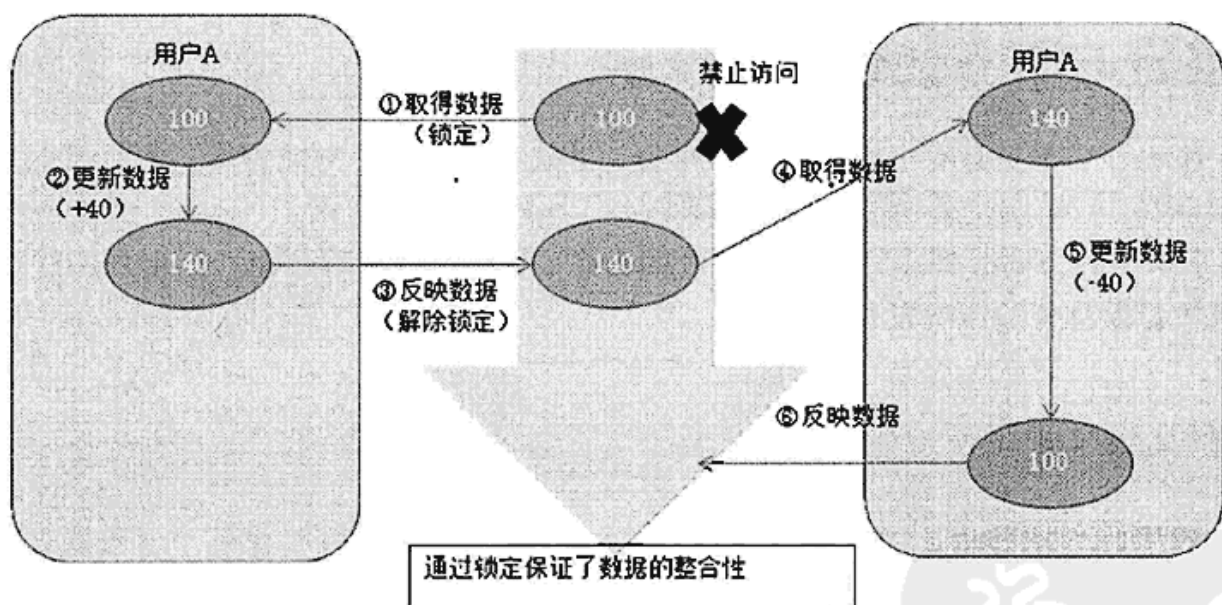 用户A
100
②更新数据
(+40)
140
①取得数据
(锁定)
100
禁止访问
③反映数据
(解除锁定)
140
④取得数据
用户A
140
⑤更新数据
(-40)
⑥反映数据
100
通过锁定保证了数据的整合性